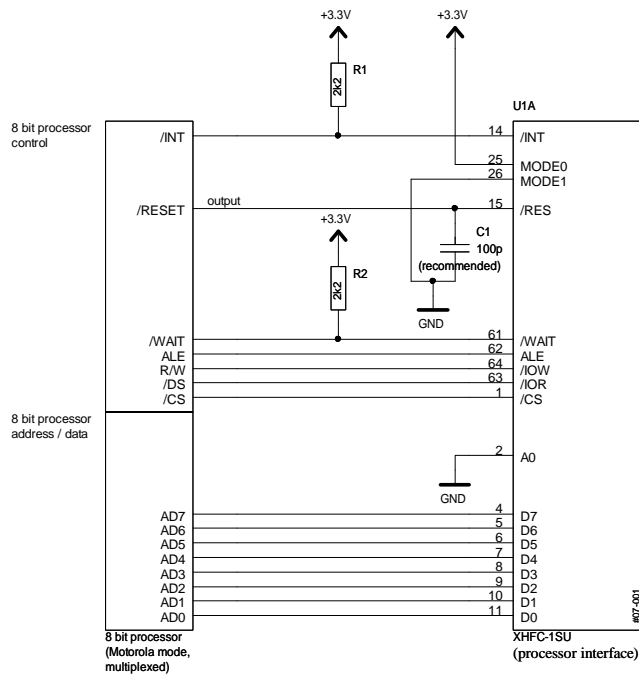 +3.3V
+3.3V
R1
2k2
U1A
8 bit processor
control
/INT
14
/INT
25
MODE0
26
MODE1
/RESET
output
15
/RES
+3.3V
C1
100p
(recommended)
R2
2k2
GND
/WAIT
61
/WAIT
ALE
62
ALE
R/W
64
/IOW
/DS
63
/IOR
/CS
1
/CS
8 bit processor
address / data
2
A0
GND
AD7
4
D7
AD6
5
D6
AD5
6
D5
AD4
7
D4
AD3
8
D3
AD2
9
D2
AD1
10
D1
AD0
11
D0
#07-001
8 bit processor
(Motorola mode,
multiplexed)
XHFC-1SU
(processor interface)